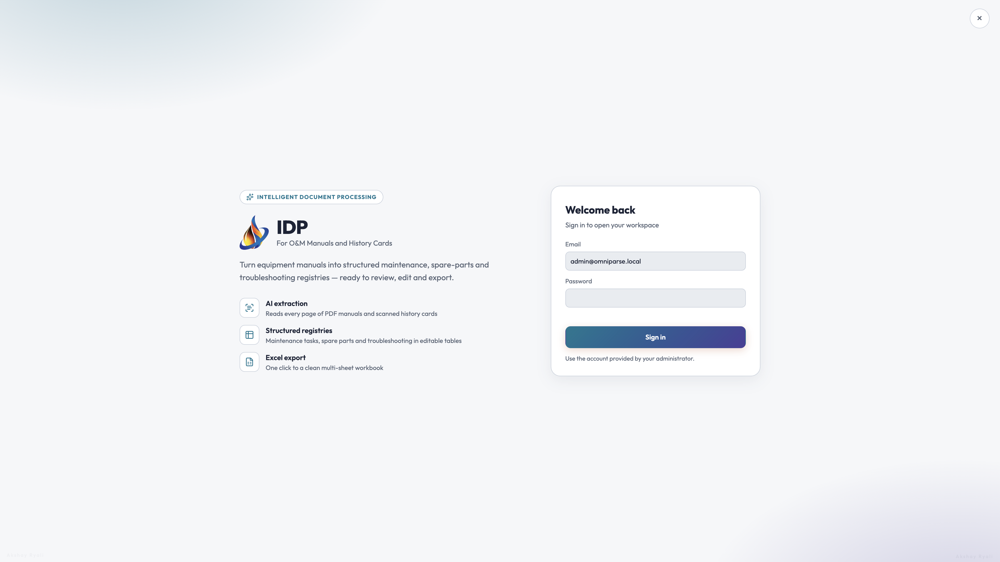 INTELLIGENT DOCUMENT PROCESSING
IDP
For O&M Manuals and History Cards
Turn equipment manuals into structured maintenance, spare-parts and
troubleshooting registries — ready to review, edit and export.
AI extraction
Reads every page of PDF manuals and scanned history cards
Structured registries
Maintenance tasks, spare parts and troubleshooting in editable tables
Excel export
One click to a clean multi-sheet workbook
Welcome back
Sign in to open your workspace
Email
admin@omniparse.local
Password
Sign in
Use the account provided by your administrator.
Akshay Ryali
Akshay Ryali